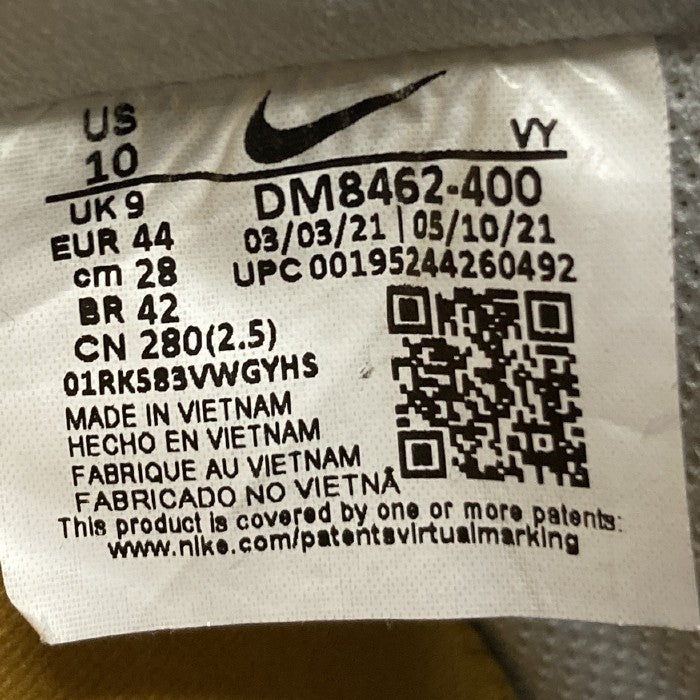 US
10
VY
UK 9
DM8462-400
EUR 44
03/03/21 | 05/10/21
cm 28
UPC 00195244260492
BR 42
CN 280(2.5)
01RK583VWGYHS
MADE IN VIETNAM
HECHO EN VIETNAM
FABRIQUE AU VIETNAM
FABRICADO NO VIETNÃ
This product is covered by one or more patents:
www.nike.com/patentsvirtualmarking